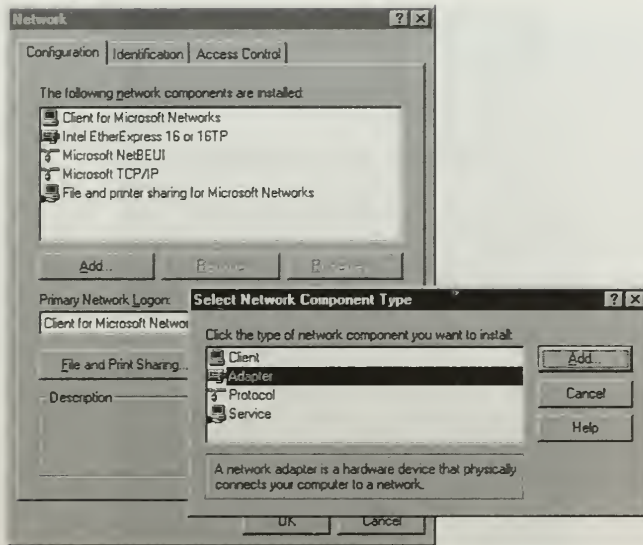 Network
Configuration
Identification
Access Control
The following network components are installed:
Client for Microsoft Networks
Intel EtherExpress 16 or 16TP
Microsoft NetBEUI
Microsoft TCP/IP
File and printer sharing for Microsoft Networks
Add...
Remove
Primary Network Logon:
Client for Microsoft
File and Print Sharing...
Description
OK
Cancel
Select Network Component Type
Click the type of network component you want to install:
Client
Adapter
Protocol
Service
Add...
Cancel
Help
A network adapter is a hardware device that physically
connects your computer to a network.